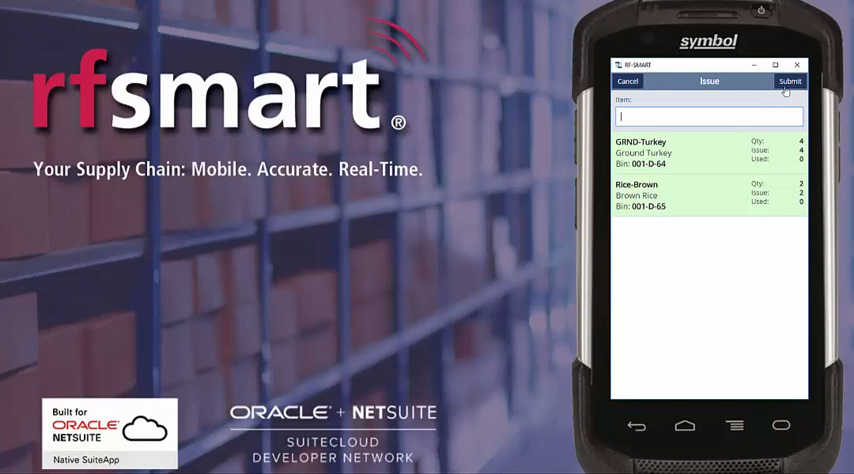 rfsmart®
Your Supply Chain: Mobile. Accurate. Real-Time.
Built for
ORACLE®
NETSUITE
Native SuiteApp
ORACLE® + NETSUITE
SUITECLOUD
DEVELOPER NETWORK
symbol
RF-SMART
Cancel Issue Submit
Item:
GRND-Turkey Qty: 4
Ground Turkey Issue: 4
Bin: 001-D-64 Used: 0
Rice-Brown Qty: 2
Brown Rice Issue: 2
Bin: 001-D-65 Used: 0